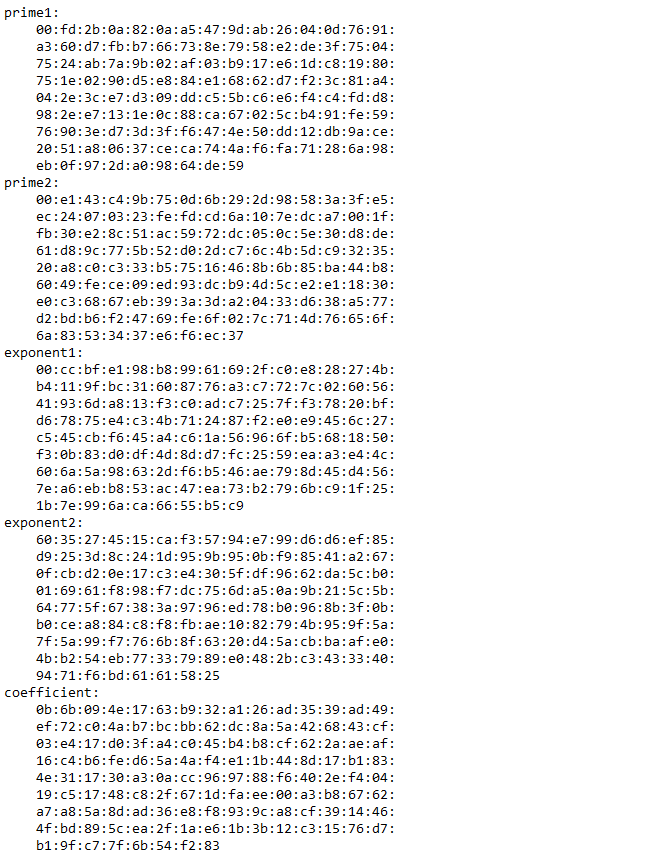 prime1:
00:fd:2b:0a:82:0a:a5:47:9d:ab:26:04:0d:76:91:
a3:60:d7:fb:b7:66:73:8e:79:58:e2:de:3f:75:04:
75:24:ab:7a:9b:02:af:03:b9:17:e6:1d:c8:19:80:
75:1e:02:90:d5:e8:84:e1:68:62:d7:f2:3c:81:a4:
04:2e:3c:e7:d3:09:dd:c5:5b:c6:e6:f4:c4:fd:d8:
98:2e:e7:13:1e:0c:88:ca:67:02:5c:b4:91:fe:59:
76:90:3e:d7:3d:3f:f6:47:4e:50:dd:12:db:9a:ce:
20:51:a8:06:37:ce:ca:74:4a:f6:fa:71:28:6a:98:
eb:0f:97:2d:a0:98:64:de:59
prime2:
00:e1:43:c4:9b:75:0d:6b:29:2d:98:58:3a:3f:e5:
ec:24:07:03:23:fe:fd:cd:6a:10:7e:dc:a7:00:1f:
fb:30:e2:8c:51:ac:59:72:dc:05:0c:5e:30:d8:de:
61:d8:9c:77:5b:52:d0:2d:c7:6c:4b:5d:c9:32:35:
20:a8:c0:c3:33:b5:75:16:46:8b:6b:85:ba:44:b8:
60:49:fe:ce:09:ed:93:dc:b9:4d:5c:e2:e1:18:30:
e0:c3:68:67:eb:39:3a:3d:a2:04:33:d6:38:a5:77:
d2:bd:b6:f2:47:69:fe:6f:02:7c:71:4d:76:65:6f:
6a:83:53:34:37:e6:f6:ec:37
exponent1:
00:cc:bf:e1:98:b8:99:61:69:2f:c0:e8:28:27:4b:
b4:11:9f:bc:31:60:87:76:a3:c7:72:7c:02:60:56:
41:93:6d:a8:13:f3:c0:ad:c7:25:7f:f3:78:20:bf:
d6:78:75:e4:c3:4b:71:24:87:f2:e0:e9:45:6c:27:
c5:45:cb:f6:45:a4:c6:1a:56:96:6f:b5:68:18:50:
f3:0b:83:d0:df:4d:8d:d7:fc:25:59:ea:a3:e4:4c:
60:6a:5a:98:63:2d:f6:b5:46:ae:79:8d:45:d4:56:
7e:a6:eb:b8:53:ac:47:ea:73:b2:79:6b:c9:1f:25:
1b:7e:99:6a:ca:66:55:b5:c9
exponent2:
60:35:27:45:15:ca:f3:57:94:e7:99:d6:d6:ef:85:
d9:25:3d:8c:24:1d:95:9b:95:0b:f9:85:41:a2:67:
0f:cb:d2:0e:17:c3:e4:30:5f:df:96:62:da:5c:b0:
01:69:61:f8:98:f7:dc:75:6d:a5:0a:9b:21:5c:5b:
64:77:5f:67:38:3a:97:96:ed:78:b0:96:8b:3f:0b:
b0:ce:a8:84:c8:f8:fb:ae:10:82:79:4b:95:9f:5a:
7f:5a:99:f7:76:6b:8f:63:20:d4:5a:cb:ba:af:e0:
4b:b2:54:eb:77:33:79:89:e0:48:2b:c3:43:33:40:
94:71:f6:bd:61:61:58:25
coefficient:
0b:6b:09:4e:17:63:b9:32:a1:26:ad:35:39:ad:49:
ef:72:c0:4a:b7:bc:bb:62:dc:8a:5a:42:68:43:cf:
03:e4:17:d0:3f:a4:c0:45:b4:b8:cf:62:2a:ae:af:
16:c4:b6:fe:d6:5a:4a:f4:e1:1b:44:8d:17:b1:83:
4e:31:17:30:a3:0a:cc:96:97:88:f6:40:2e:f4:04:
19:c5:17:48:c8:2f:67:1d:fa:ee:00:a3:b8:67:62:
a7:a8:5a:8d:ad:36:e8:f8:93:9c:a8:cf:39:14:46:
4f:bd:89:5c:ea:2f:1a:e6:1b:3b:12:c3:15:76:d7:
b1:9f:c7:7f:6b:54:f2:83